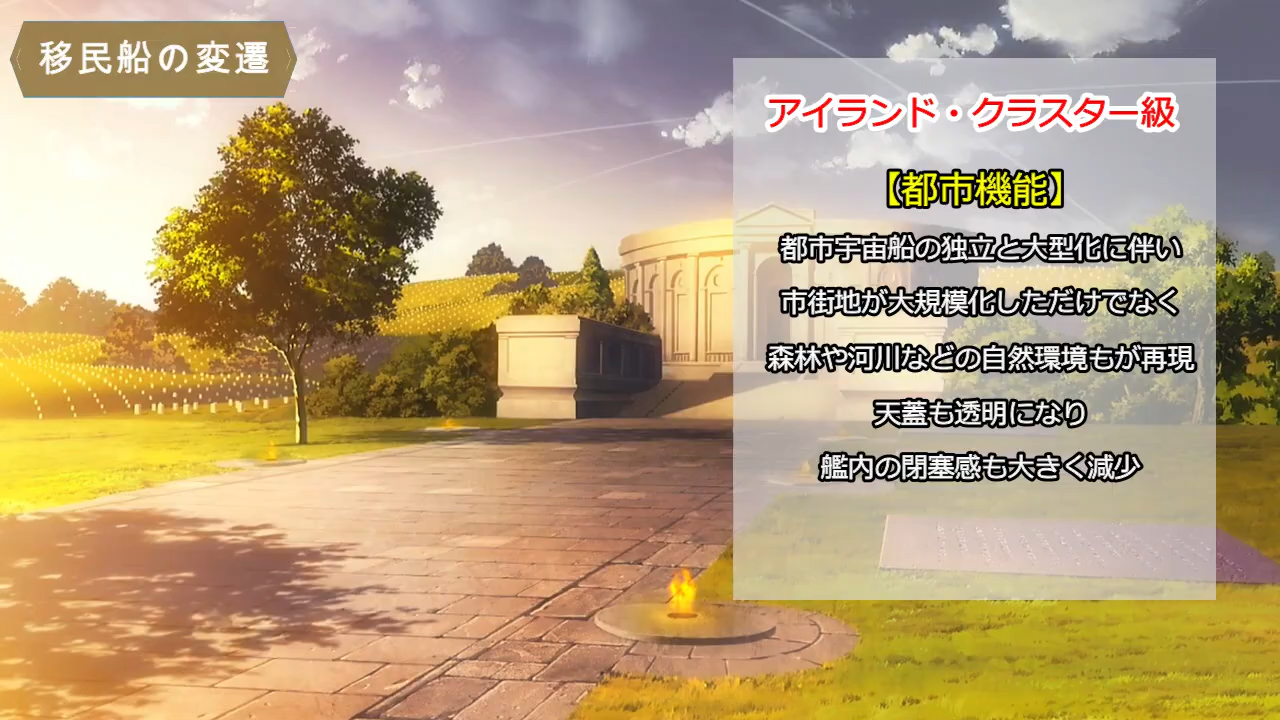 移民船の変遷
アイランド・クラスター級
【都市機能】
都市宇宙船の独立と大型化に伴い
市街地が大規模化しただけでなく
森林や河川などの自然環境もが再現
天蓋も透明になり
艦内の閉塞感も大きく減少